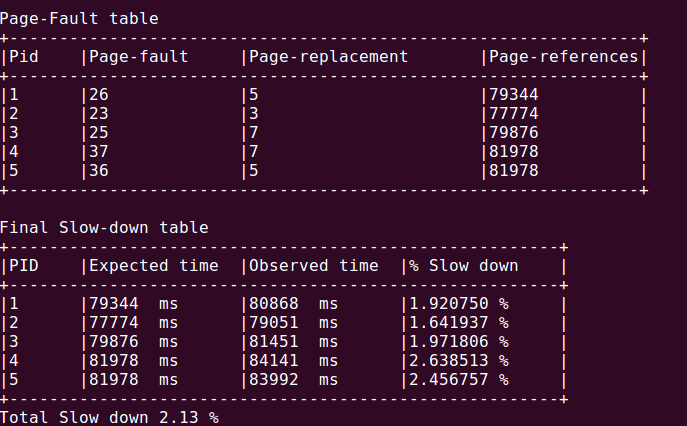 Page-Fault table
+---------------------------------------------------------------+
|Pid    |Page-fault     |Page-replacement       |Page-references|
+---------------------------------------------------------------+
|1      |26             |5                      |79344          |
|2      |23             |3                      |77774          |
|3      |25             |7                      |79876          |
|4      |37             |7                      |81978          |
|5      |36             |5                      |81978          |
+---------------------------------------------------------------+

Final Slow-down table
+-------------------------------------------------------+
|PID    |Expected time  |Observed time  |% Slow down    |
+-------------------------------------------------------+
|1      |79344  ms      |80868  ms      |1.920750 %     |
|2      |77774  ms      |79051  ms      |1.641937 %     |
|3      |79876  ms      |81451  ms      |1.971806 %     |
|4      |81978  ms      |84141  ms      |2.638513 %     |
|5      |81978  ms      |83992  ms      |2.456757 %     |
+-------------------------------------------------------+
Total Slow down 2.13 %